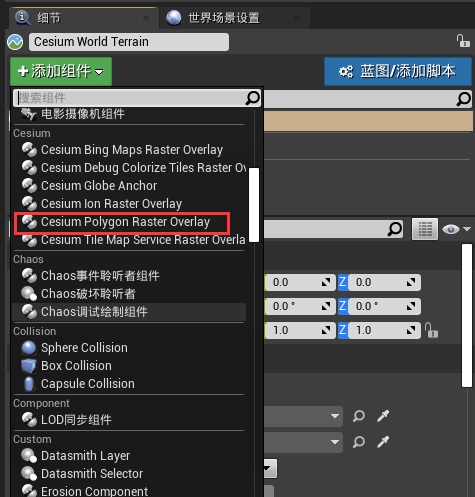 细节
世界场景设置
Cesium World Terrain
+添加组件
蓝图/添加脚本
搜索组件
电影摄像机组件
Cesium
Cesium Bing Maps Raster Overlay
Cesium Debug Colorize Tiles Raster Ov
Cesium Globe Anchor
Cesium Ion Raster Overlay
Cesium Polygon Raster Overlay
Cesium Tile Map Service Raster Overla
Chaos
Chaos事件聆听者组件
0.0 Z 0.0
Chaos破坏聆听者
0.0 ° Z 0.0 °
Chaos调试绘制组件
1.0 Z 1.0
Collision
Sphere Collision
Box Collision
Capsule Collision
Component
LOD同步组件
Custom
Datasmith Layer
Datasmith Selector
Erosion Component